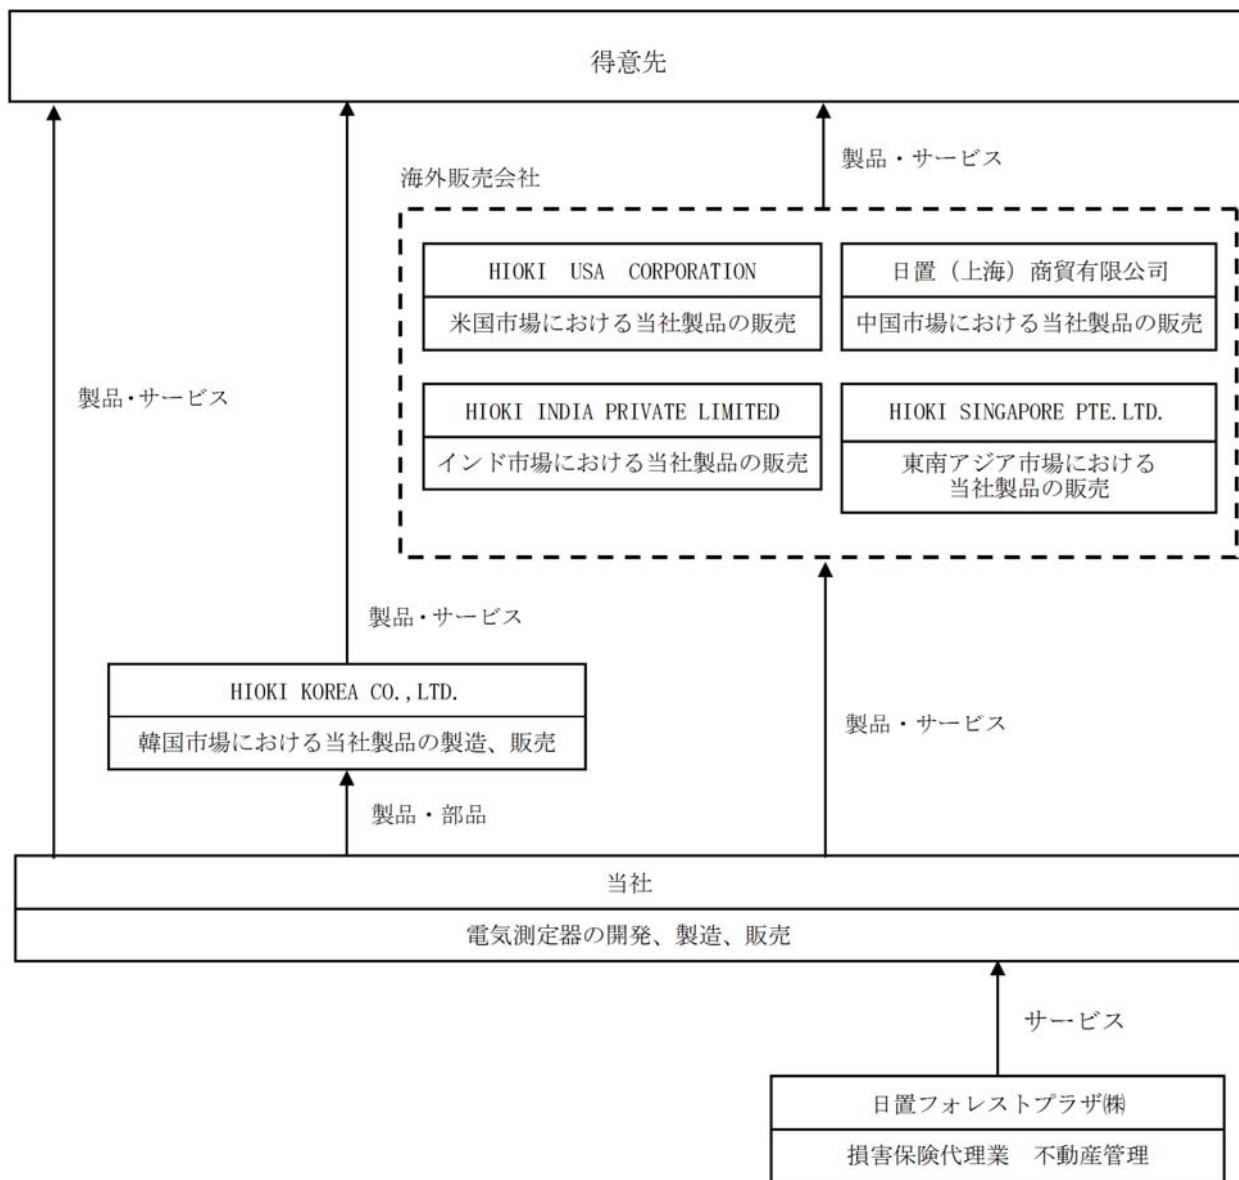 得意先
製品・サービス
海外販売会社
HIOKI USA CORPORATION
米国市場における当社製品の販売
日置（上海）商貿有限公司
中国市場における当社製品の販売
HIOKI INDIA PRIVATE LIMITED
インド市場における当社製品の販売
HIOKI SINGAPORE PTE.LTD.
東南アジア市場における
当社製品の販売
製品・サービス
製品・サービス
HIOKI KOREA CO.,LTD.
韓国市場における当社製品の製造、販売
製品・サービス
製品・部品
当社
電気測定器の開発、製造、販売
サービス
日置フォレストプラザ㈱
損害保険代理業　不動産管理